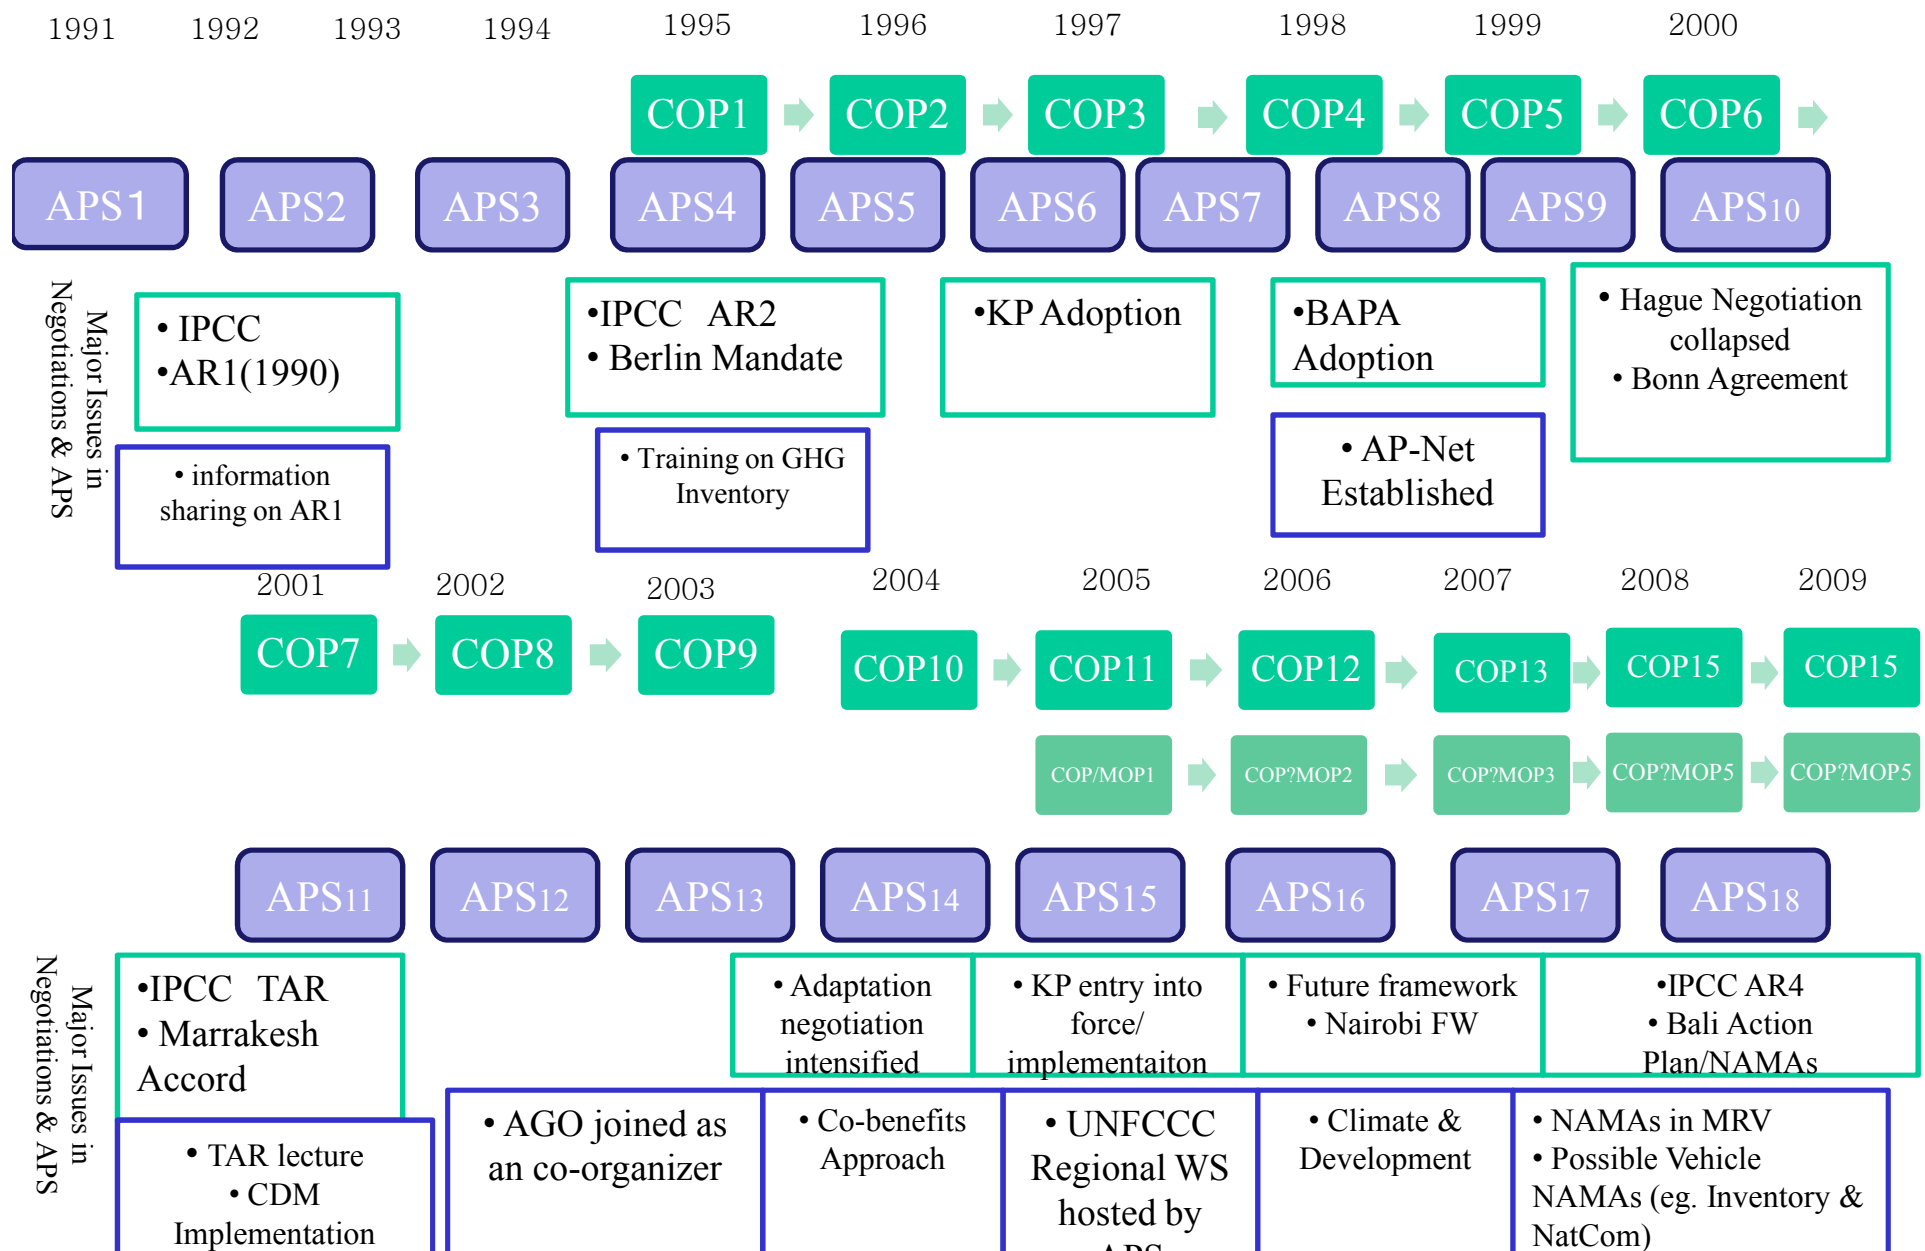 1991 1992 1993 1994 1995 1996 1997 1998 1999 2000
COP1 COP2 COP3 COP4 COP5 COP6
APS1 APS2 APS3 APS4 APS5 APS6 APS7 APS8 APS9 APS10
Major Issues in
Negotiations & APS
• IPCC
•AR1(1990)
•IPCC AR2
• Berlin Mandate
•KP Adoption
•BAPA
Adoption
• Hague Negotiation
collapsed
• Bonn Agreement
• information
sharing on AR1
• Training on GHG
Inventory
• AP-Net
Established
2001 2002 2003 2004 2005 2006 2007 2008 2009
COP7 COP8 COP9 COP10 COP11 COP12 COP13 COP15 COP15
COP/MOP1 COP?MOP2 COP?MOP3 COP?MOP5 COP?MOP5
APS11 APS12 APS13 APS14 APS15 APS16 APS17 APS18
Major Issues in
Negotiations & APS
•IPCC TAR
• Marrakesh
Accord
• Adaptation
negotiation
intensified
• KP entry into
force/
implementaiton
• Future framework
• Nairobi FW
•IPCC AR4
• Bali Action
Plan/NAMAs
• TAR lecture
• CDM
Implementation
• AGO joined as
an co-organizer
• Co-benefits
Approach
• UNFCCC
Regional WS
hosted by
APS
• Climate &
Development
• NAMAs in MRV
• Possible Vehicle
NAMAs (eg. Inventory &
NatCom)